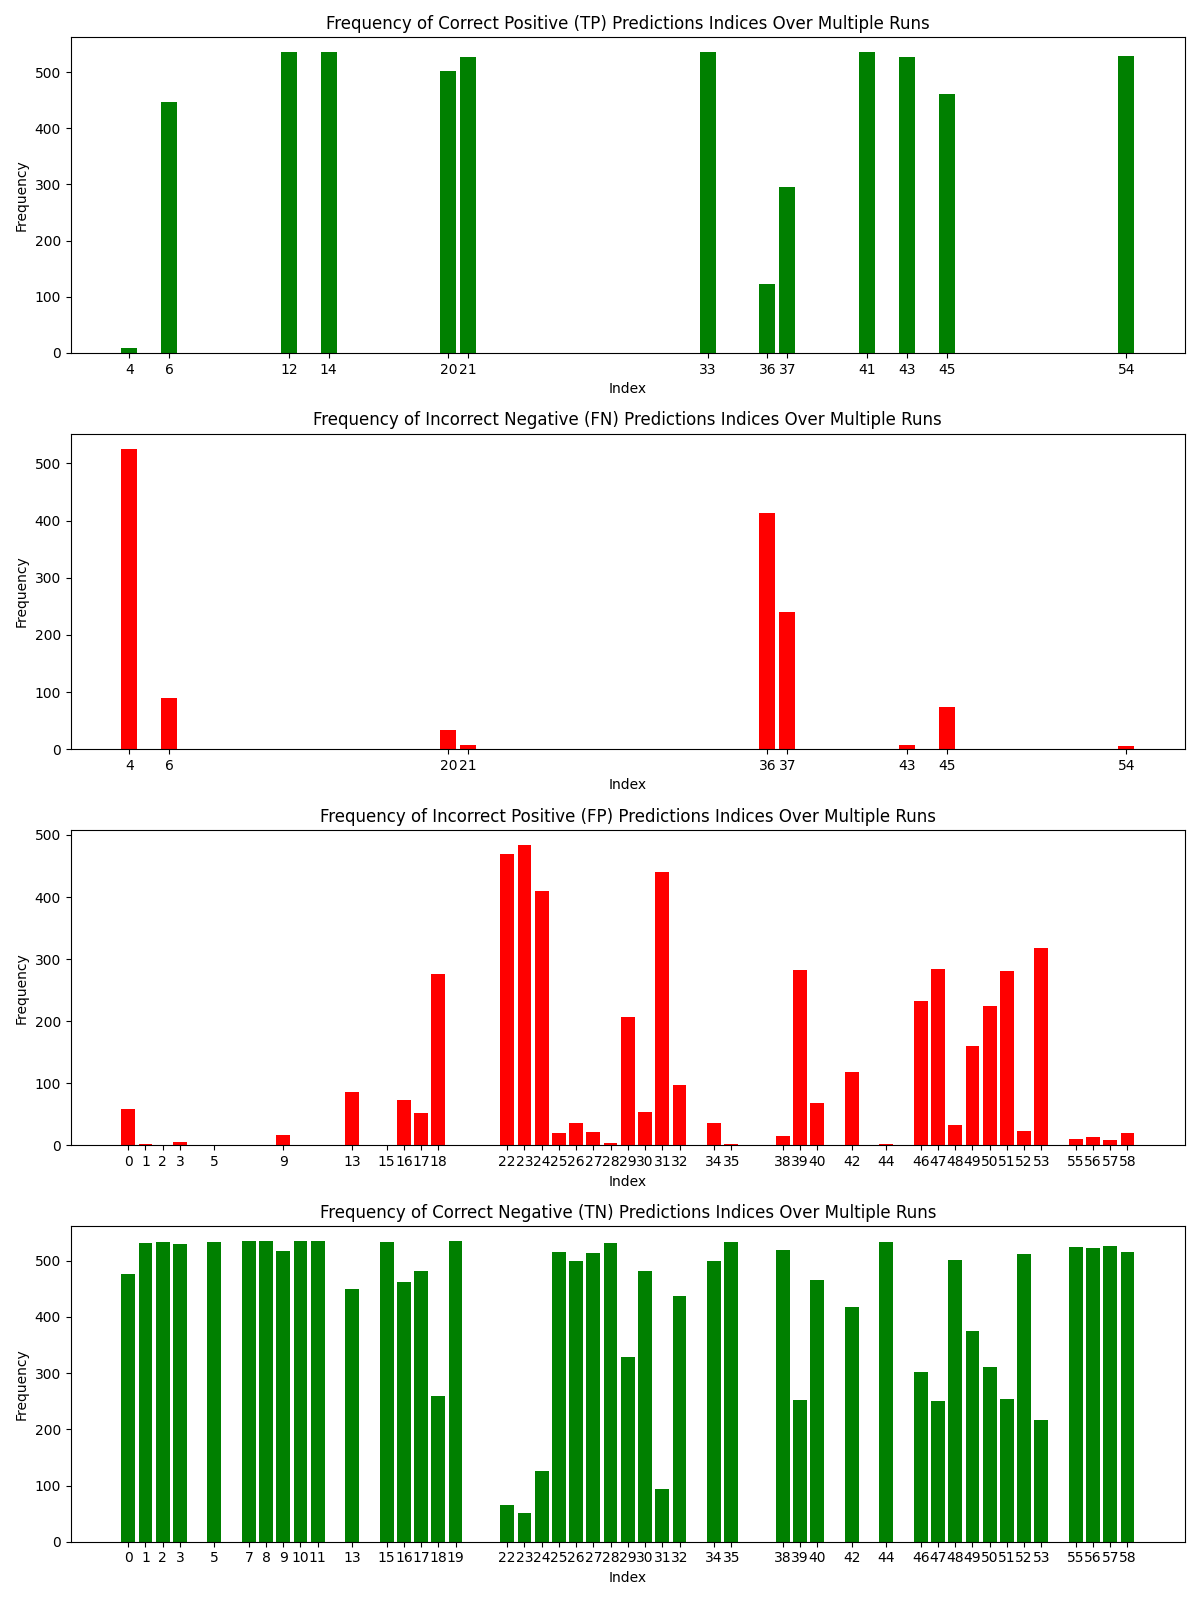 Frequency of Correct Positive (TP) Predictions Indices Over Multiple Runs
Frequency
500
400
300
200
100
0
4 6 12 14 20 21 33 36 37 41 43 45 54
Index
Frequency of Incorrect Negative (FN) Predictions Indices Over Multiple Runs
Frequency
500
400
300
200
100
0
4 6 20 21 36 37 43 45 54
Index
Frequency of Incorrect Positive (FP) Predictions Indices Over Multiple Runs
Frequency
500
400
300
200
100
0
0 1 2 3 5 9 13 15 16 17 18 22 23 24 25 26 27 28 29 30 31 32 34 35 38 39 40 42 44 46 47 48 49 50 51 52 53 55 56 57 58
Index
Frequency of Correct Negative (TN) Predictions Indices Over Multiple Runs
Frequency
500
400
300
200
100
0
0 1 2 3 5 7 8 9 10 11 13 15 16 17 18 19 22 23 24 25 26 27 28 29 30 31 32 34 35 38 39 40 42 44 46 47 48 49 50 51 52 53 55 56 57 58
Index